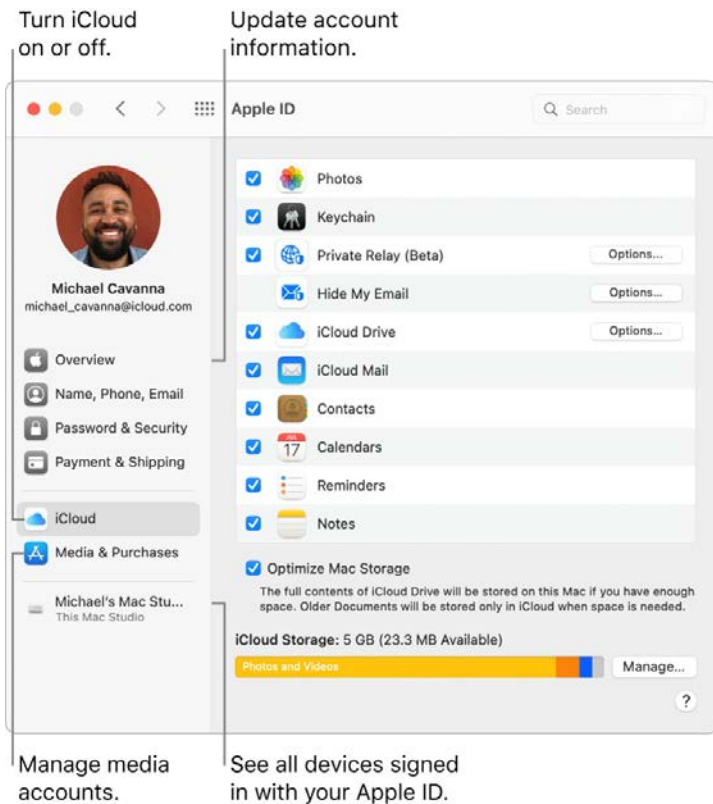 Turn iCloud
on or off.
Update account
information.
Apple ID
Search
Michael Cavanna
michael_cavanna@icloud.com
Overview
Name, Phone, Email
Password & Security
Payment & Shipping
iCloud
Media & Purchases
Michael's Mac Stu...
This Mac Studio
Photos
Keychain
Private Relay (Beta)
Options...
Hide My Email
Options...
iCloud Drive
Options...
iCloud Mail
Contacts
JUL
17
Calendars
Reminders
Notes
Optimize Mac Storage
The full contents of iCloud Drive will be stored on this Mac if you have enough
space. Older Documents will be stored only in iCloud when space is needed.
iCloud Storage: 5 GB (23.3 MB Available)
Photos and Videos
Manage...
?
Manage media
accounts.
See all devices signed
in with your Apple ID.